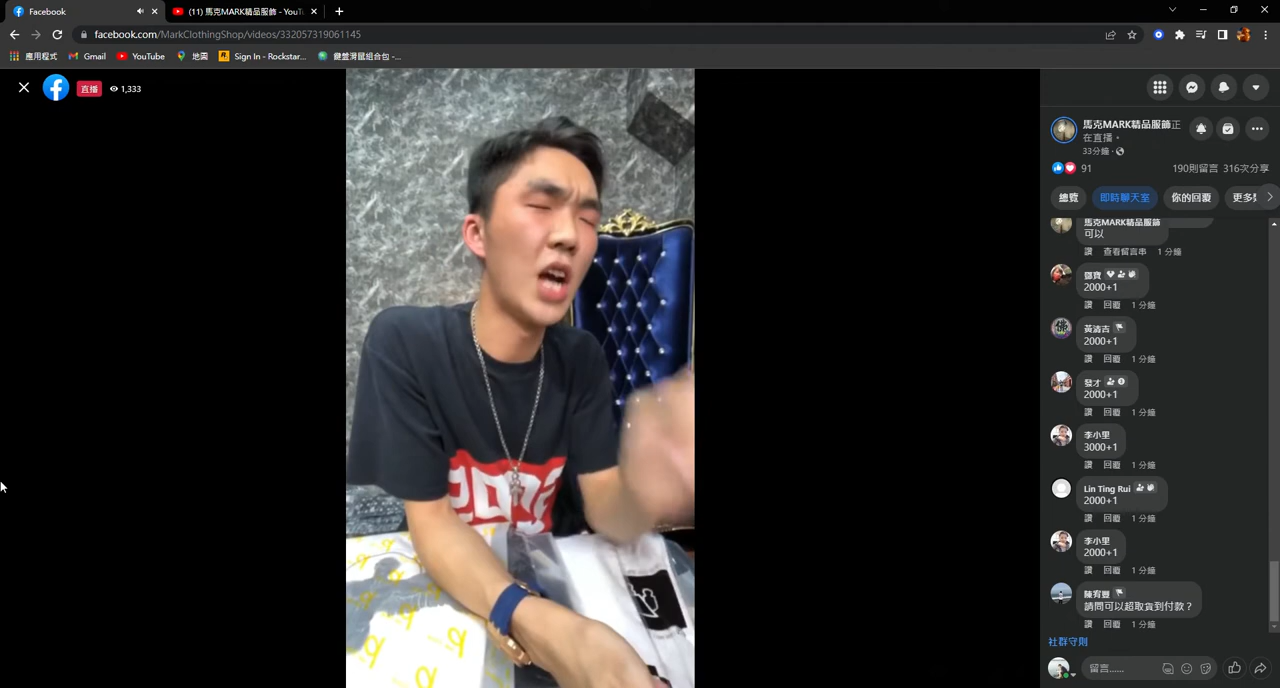 Facebook
(11) 馬克MARK精品服飾 - YouTu
facebook.com/MarkClothingShop/videos/332057319061145
應用程式
Gmail
YouTube
地圖
Sign In - Rockstar...
鍵盤滑鼠組合包 -...
直播
1,333
馬克MARK精品服飾正
在直播。
33分鐘
91
190則留言 316次分享
總覽
即時聊天室
你的回覆
更多
馬克MARK精品服飾
可以
讚 查看留言串 1 分鐘
2000+1
讚 回覆 1 分鐘
黃清吉
2000+1
讚 回覆 1 分鐘
發才
2000+1
讚 回覆 1 分鐘
李小里
3000+1
讚 回覆 1 分鐘
Lin Ting Rui
2000+1
讚 回覆 1 分鐘
李小里
2000+1
讚 回覆 1 分鐘
陳宥豐
請問可以超取貨到付款？
讚 回覆 1 分鐘
社群守則
留言......